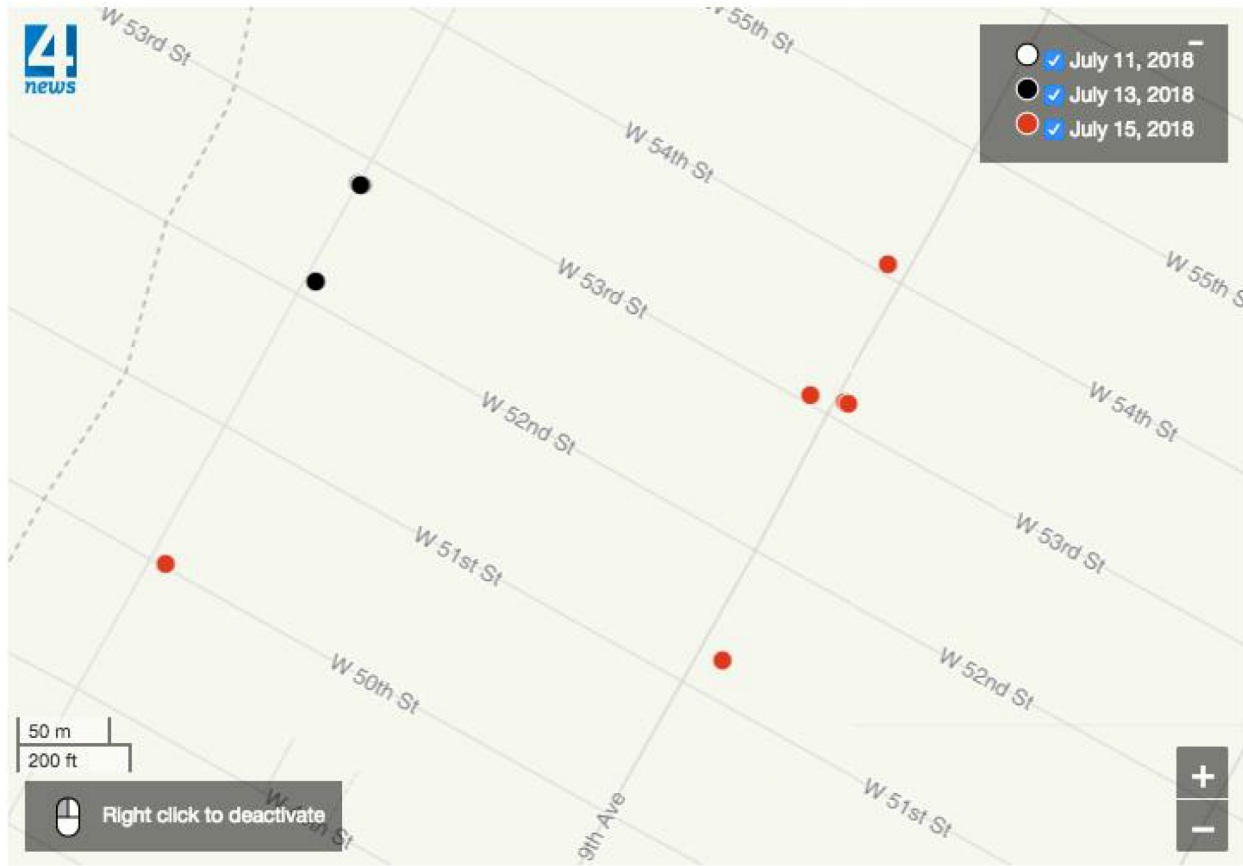 4
news
W 53rd St
W 55th St
July 11, 2018
July 13, 2018
July 15, 2018
W 54th St
W 53rd St
W 55th S
W 52nd St
W 54th St
W 51st St
W 53rd St
W 50th St
W 52nd St
50 m
200 ft
Right click to deactivate
9th Ave
W 51st St
+
−